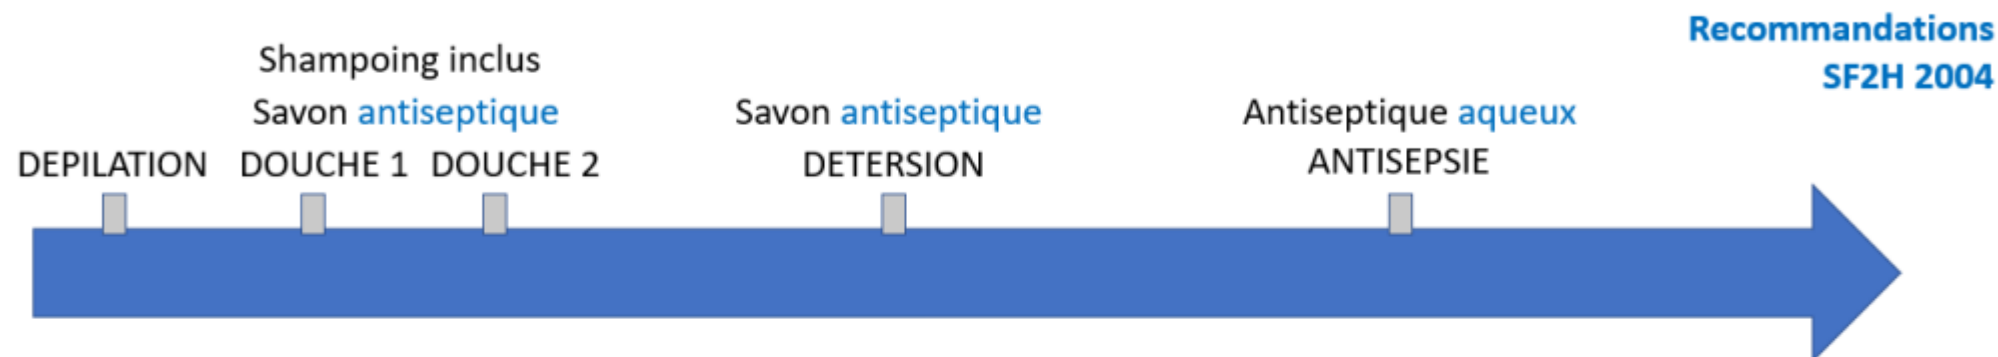 Recommandations
SF2H 2004
Shampoing inclus
Savon antiseptique
DEPILATION DOUCHE 1 DOUCHE 2
Savon antiseptique
DETERSION
Antiseptique aqueux
ANTISEPSIE